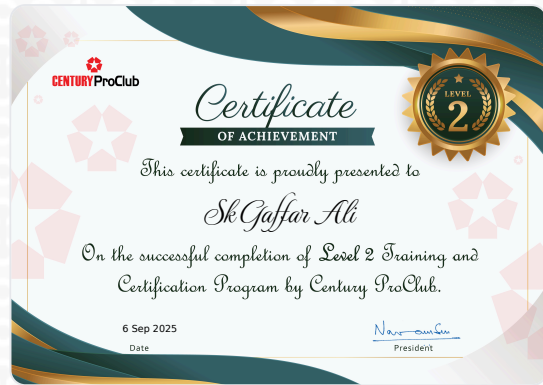 CENTURY ProClub
Certificate
OF ACHIEVEMENT
LEVEL
2
This certificate is proudly presented to
Sk Gaffar Ali
On the successful completion of Level 2 Training and
Certification Program by Century ProClub.
6 Sep 2025
Date
President